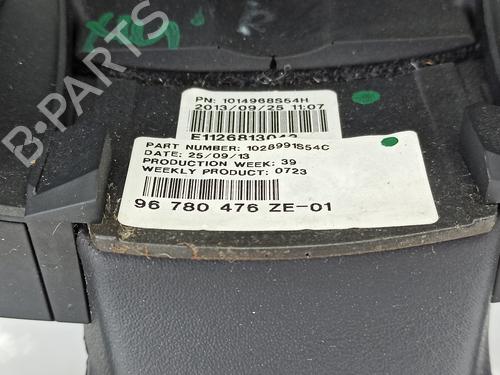 PN: 1014968S54H
2013/09/25 11:07
PART NUMBER: 1028991S54C
DATE: 25/09/13
PRODUCTION WEEK: 39
WEEKLY PRODUCT: 0723
96 780 476 ZE-01
B-PARTS